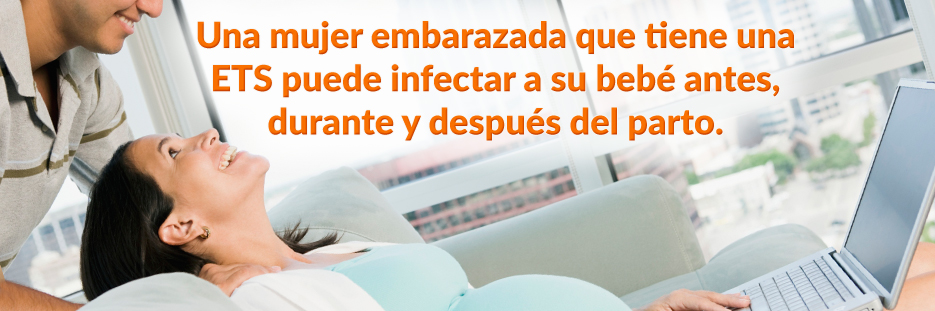 Una mujer embarazada que tiene una
ETS puede infectar a su bebé antes,
durante y después del parto.